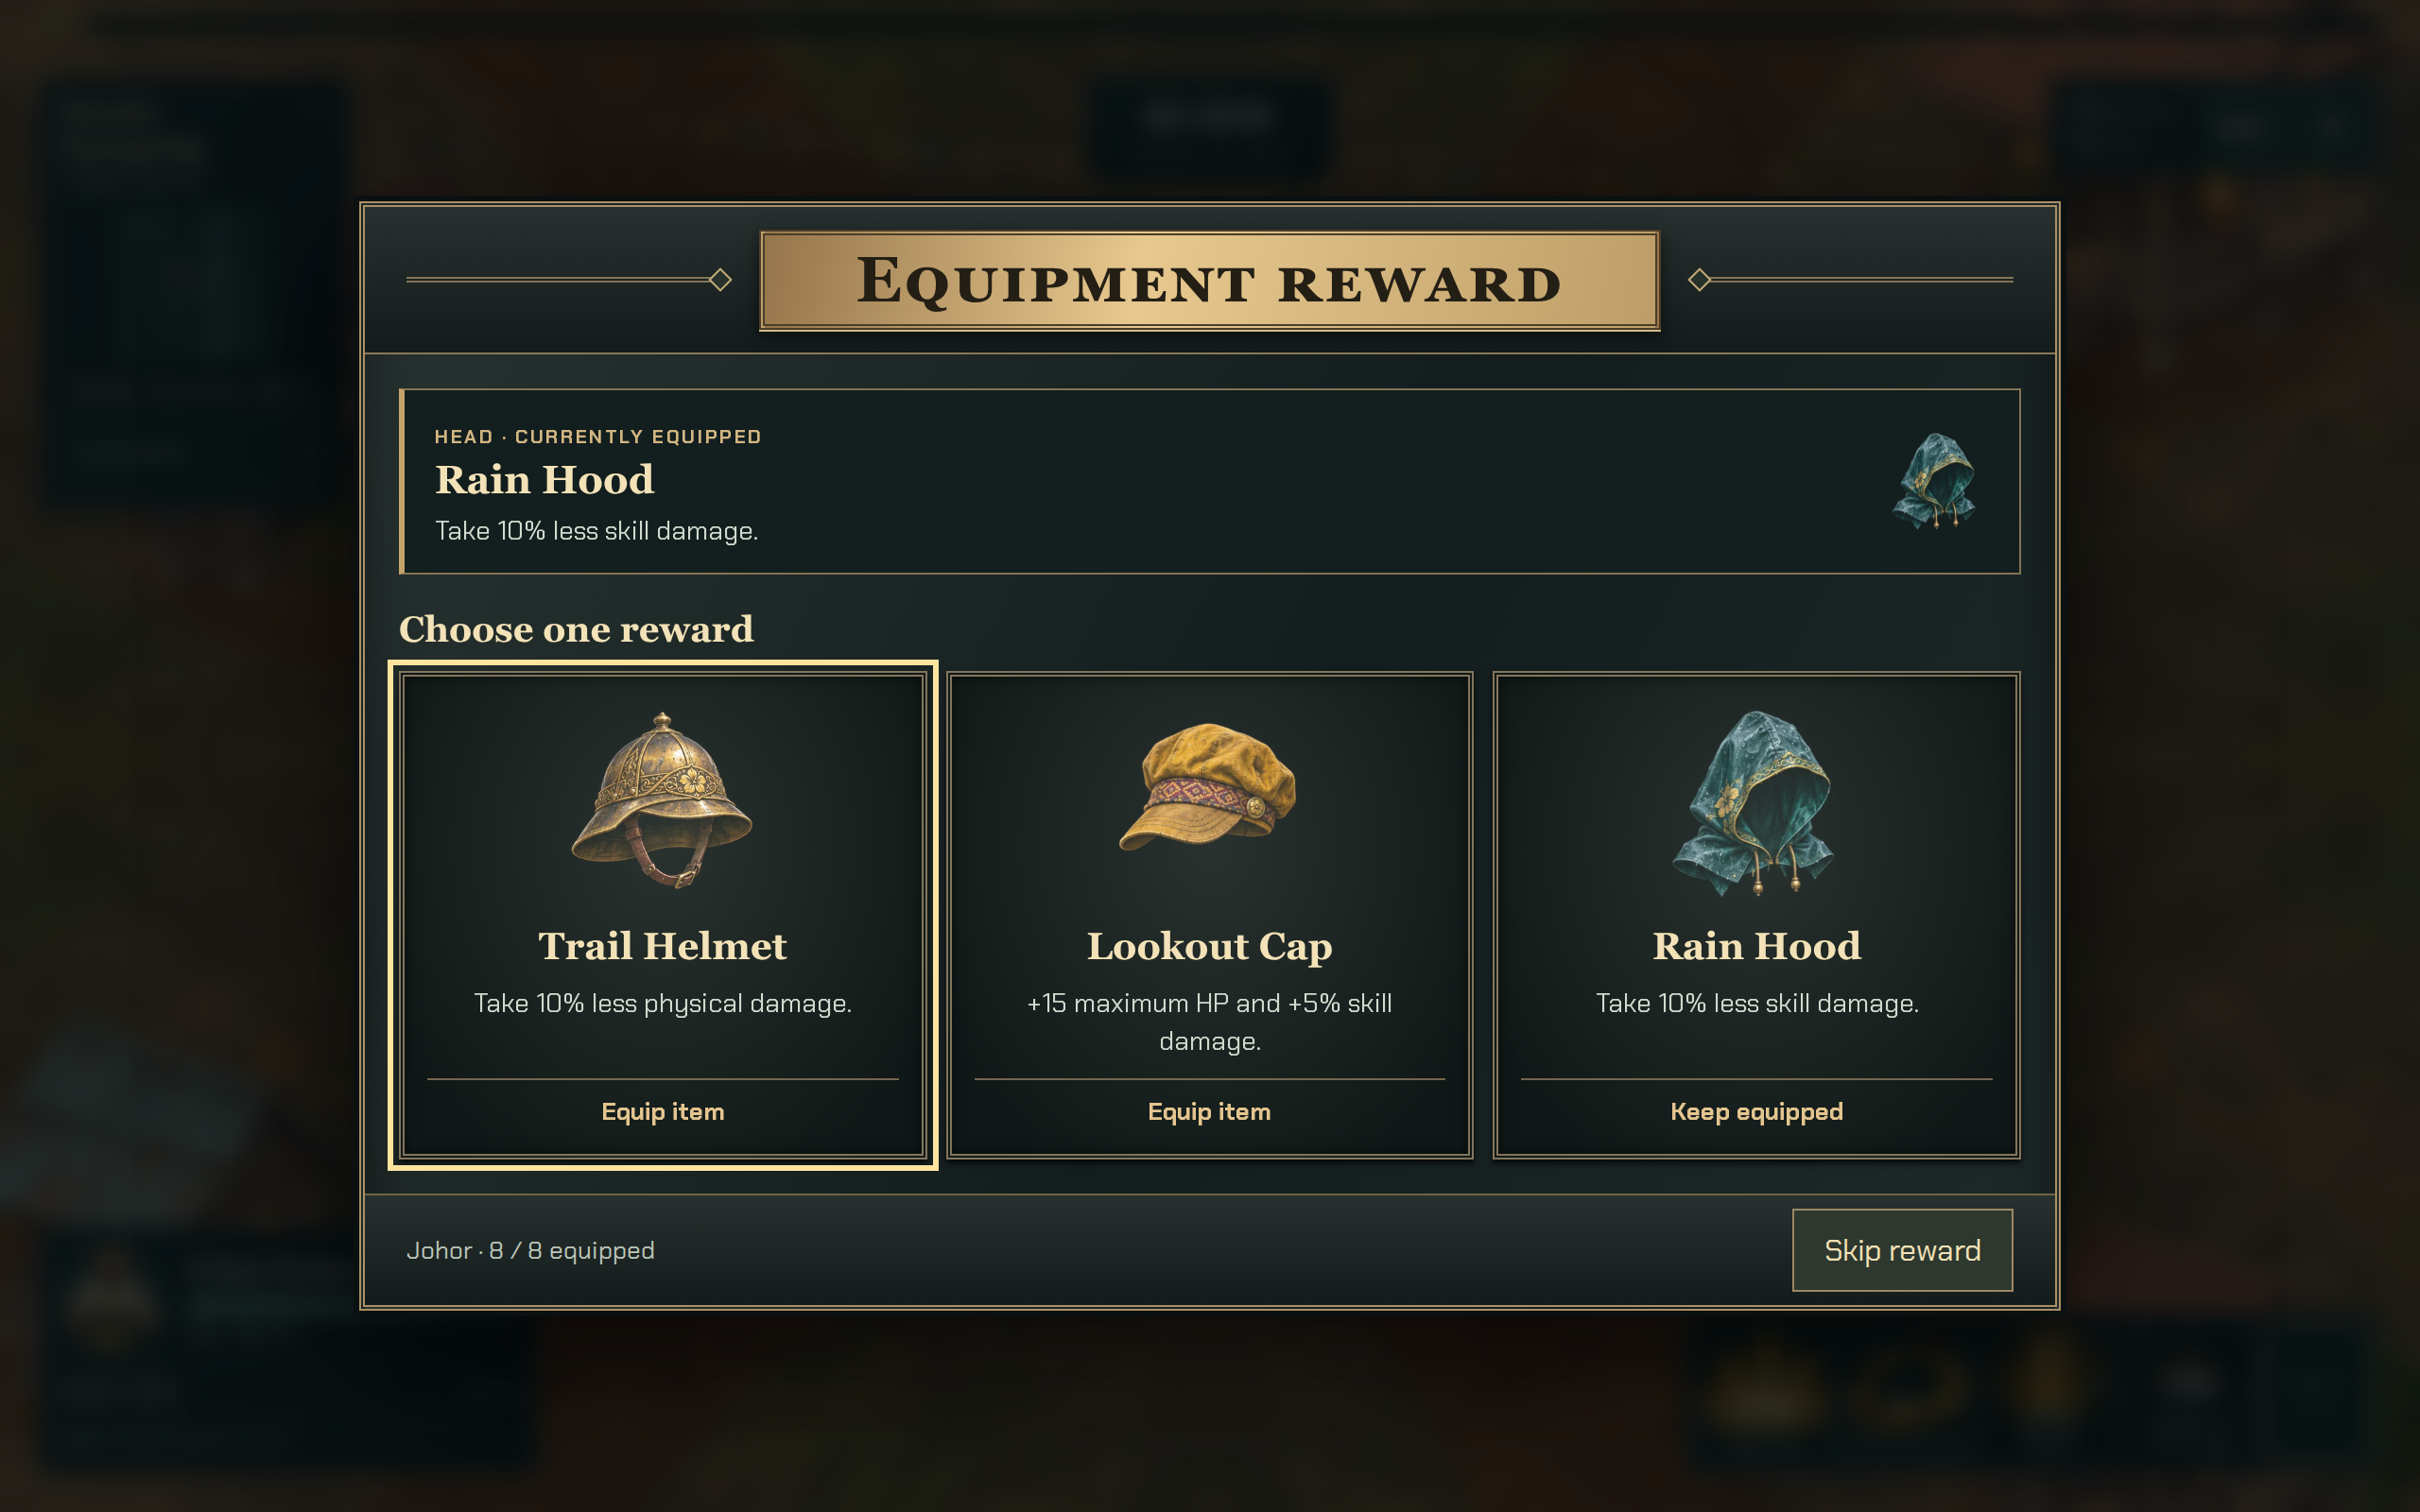 Equipment reward
HEAD · CURRENTLY EQUIPPED
Rain Hood
Take 10% less skill damage.
Choose one reward
Trail Helmet
Take 10% less physical damage.
Equip item
Lookout Cap
+15 maximum HP and +5% skill
damage.
Equip item
Rain Hood
Take 10% less skill damage.
Keep equipped
Johor · 8 / 8 equipped
Skip reward